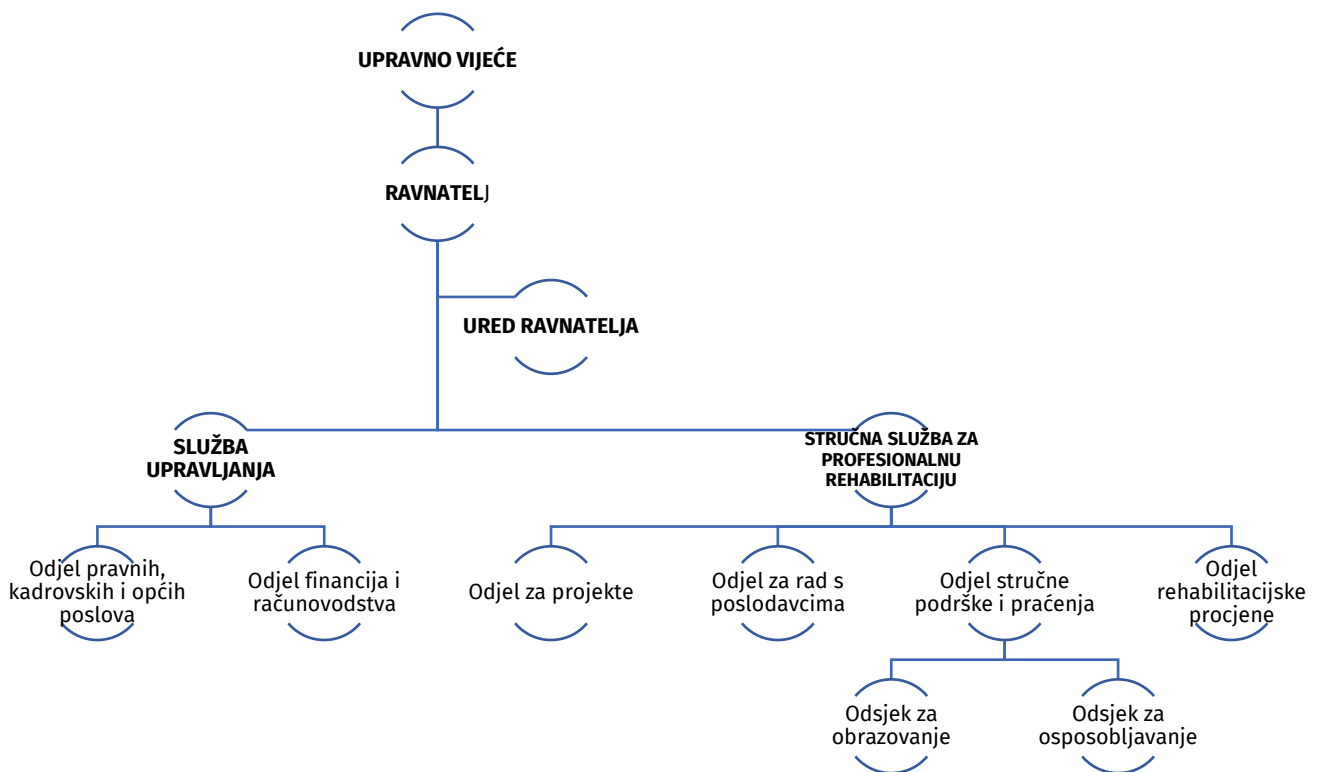 UPRAVNO VIJEĆE
RAVNATELJ
URED RAVNATELJA
SLUŽBA
UPRAVLJANJA
STRUČNA SLUŽBA ZA
PROFESIONALNU
REHABILITACIJU
Odjel pravnih,
kadrovskih i općih
poslova
Odjel financija i
računovodstva
Odjel za projekte
Odjel za rad s
poslodavcima
Odjel stručne
podrške i praćenja
Odjel
rehabilitacijske
procjene
Odsjek za
obrazovanje
Odsjek za
osposobljavanje